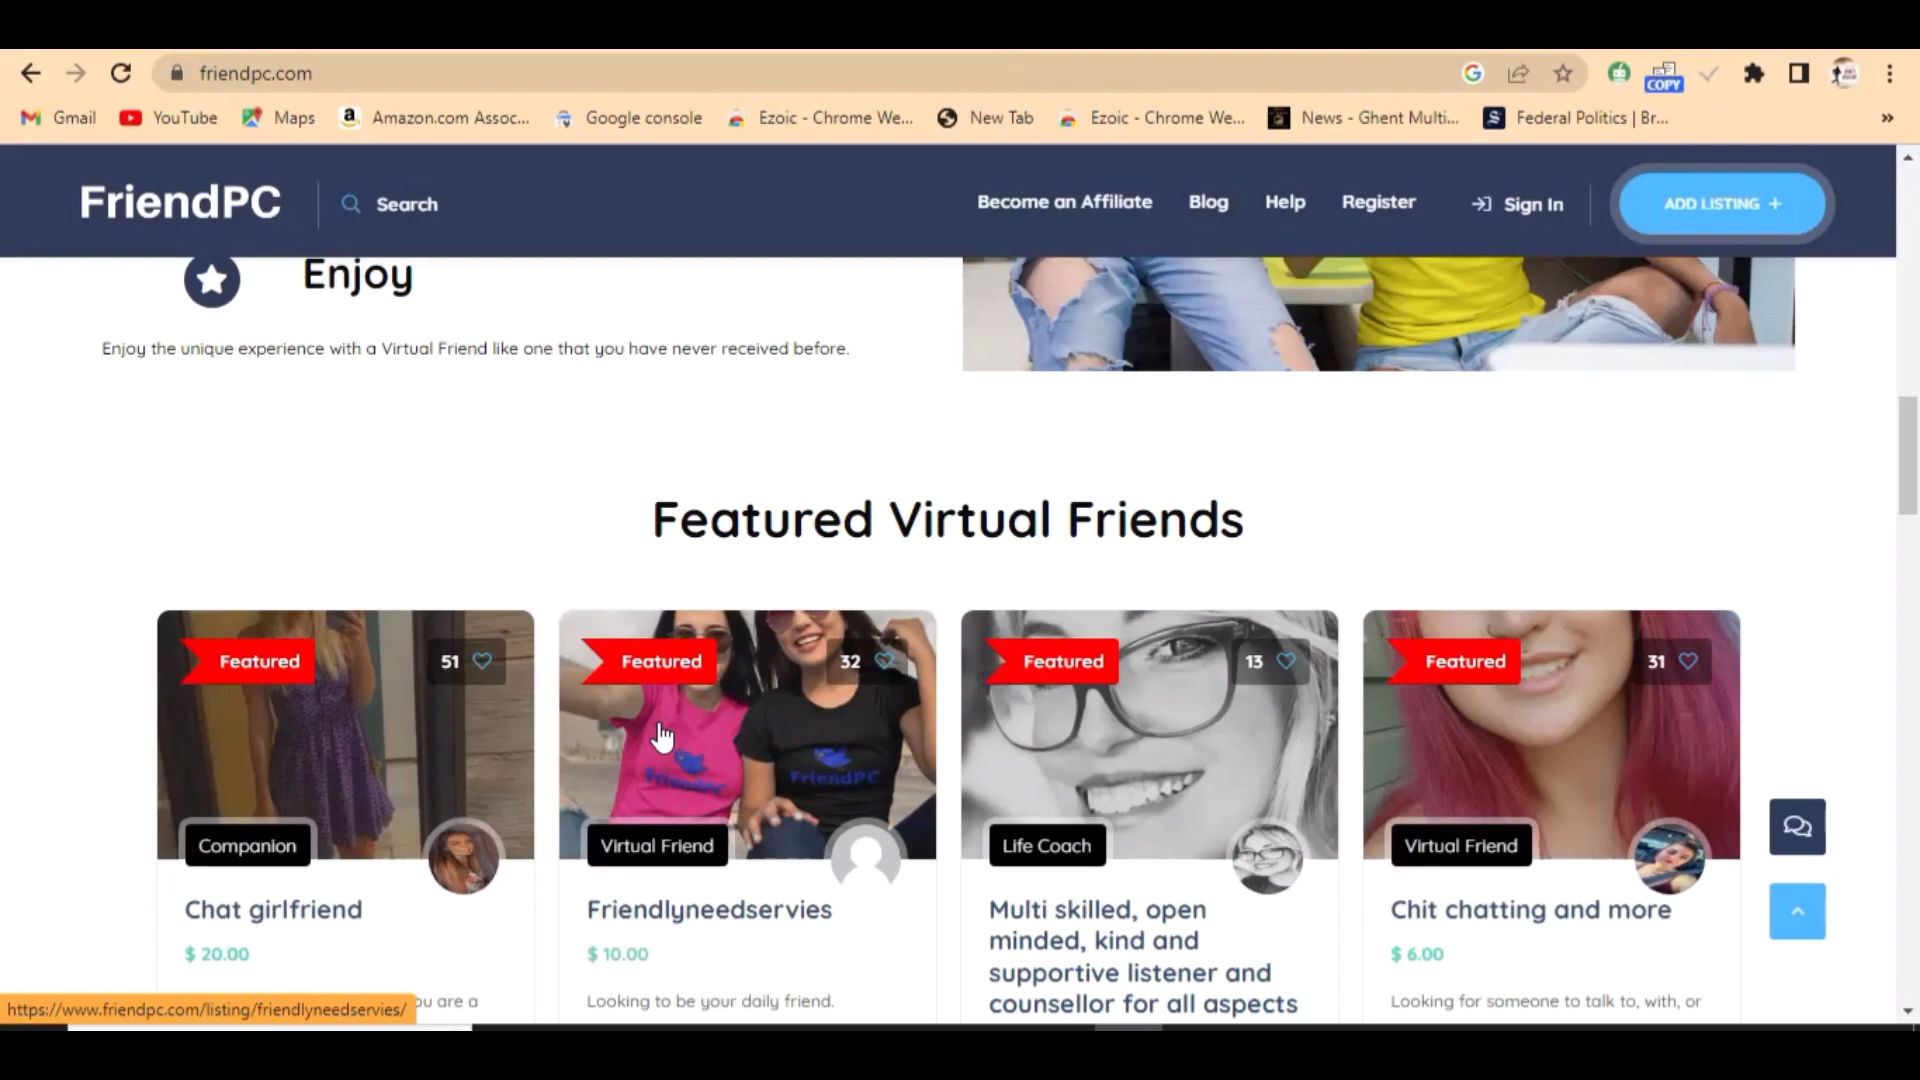 friendpc.com
COPY
Gmail YouTube Maps Amazon.com Assoc... Google console Ezoic - Chrome We... New Tab Ezoic - Chrome We... News - Ghent Multi... Federal Politics | Br... »
FriendPC Search Become an Affiliate Blog Help Register Sign In ADD LISTING +
Enjoy
Enjoy the unique experience with a Virtual Friend like one that you have never received before.
Featured Virtual Friends
Featured 51
Companion
Chat girlfriend
$ 20.00
ou are a
Featured 32
FriendPC FriendPC
Virtual Friend
Friendlyneedservies
$ 10.00
Looking to be your daily friend.
Featured 13
Life Coach
Multi skilled, open
minded, kind and
supportive listener and
counsellor for all aspects
Featured 31
Virtual Friend
Chit chatting and more
$ 6.00
Looking for someone to talk to, with, or
https://www.friendpc.com/listing/friendlyneedservies/